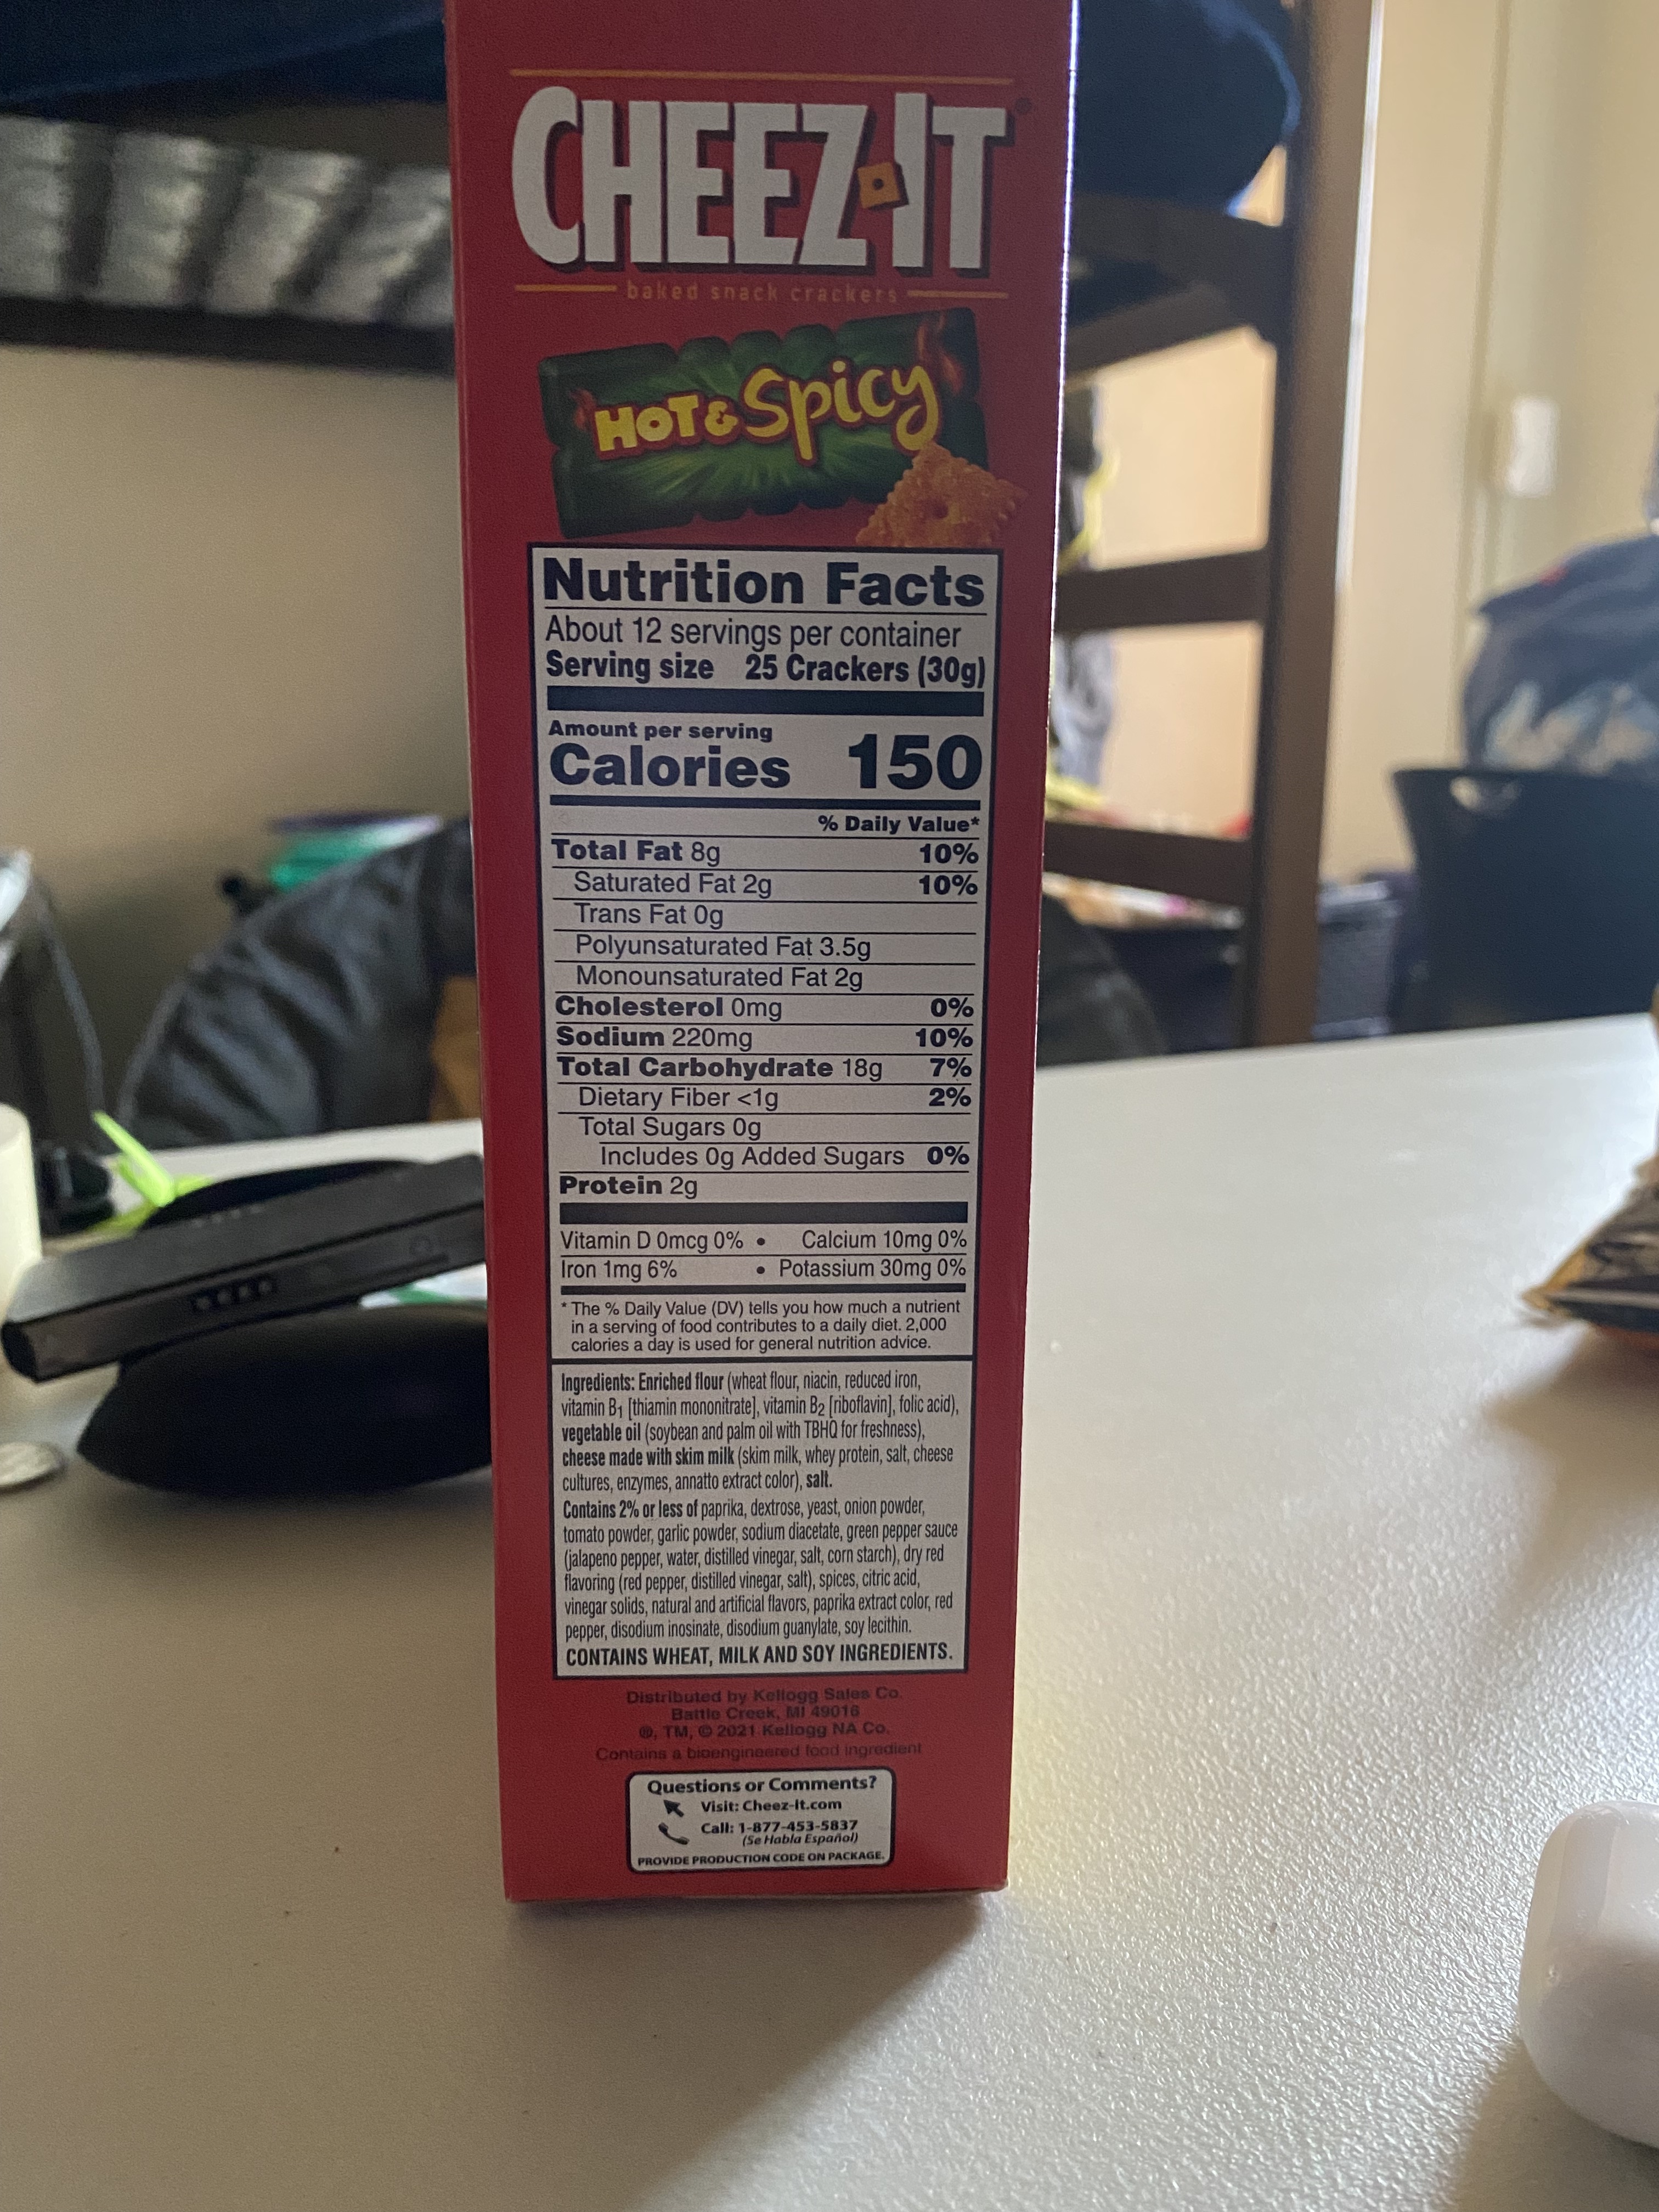 CHEEZ-IT®
baked snack crackers
HOT & Spicy
Nutrition Facts
About 12 servings per container
Serving size 25 Crackers (30g)
Amount per serving
Calories 150
% Daily Value*
Total Fat 8g 10%
Saturated Fat 2g 10%
Trans Fat 0g
Polyunsaturated Fat 3.5g
Monounsaturated Fat 2g
Cholesterol 0mg 0%
Sodium 220mg 10%
Total Carbohydrate 18g 7%
Dietary Fiber <1g 2%
Total Sugars 0g
Includes 0g Added Sugars 0%
Protein 2g
Vitamin D 0mcg 0% • Calcium 10mg 0%
Iron 1mg 6% • Potassium 30mg 0%
* The % Daily Value (DV) tells you how much a nutrient
in a serving of food contributes to a daily diet. 2,000
calories a day is used for general nutrition advice.
Ingredients: Enriched flour (wheat flour, niacin, reduced iron,
vitamin B₁ [thiamin mononitrate], vitamin B₂ [riboflavin], folic acid),
vegetable oil (soybean and palm oil with TBHQ for freshness),
cheese made with skim milk (skim milk, whey protein, salt, cheese
cultures, enzymes, annatto extract color), salt.
Contains 2% or less of paprika, dextrose, yeast, onion powder,
tomato powder, garlic powder, sodium diacetate, green pepper sauce
(jalapeno pepper, water, distilled vinegar, salt, corn starch), dry red
flavoring (red pepper, distilled vinegar, salt), spices, citric acid,
vinegar solids, natural and artificial flavors, paprika extract color, red
pepper, disodium inosinate, disodium guanylate, soy lecithin.
CONTAINS WHEAT, MILK AND SOY INGREDIENTS.
Distributed by Kellogg Sales Co.
Battle Creek, MI 49016
®, TM, © 2021 Kellogg NA Co.
Contains a bioengineered food ingredient
Questions or Comments?
Visit: Cheez-It.com
Call: 1-877-453-5837
(Se Habla Español)
PROVIDE PRODUCTION CODE ON PACKAGE.